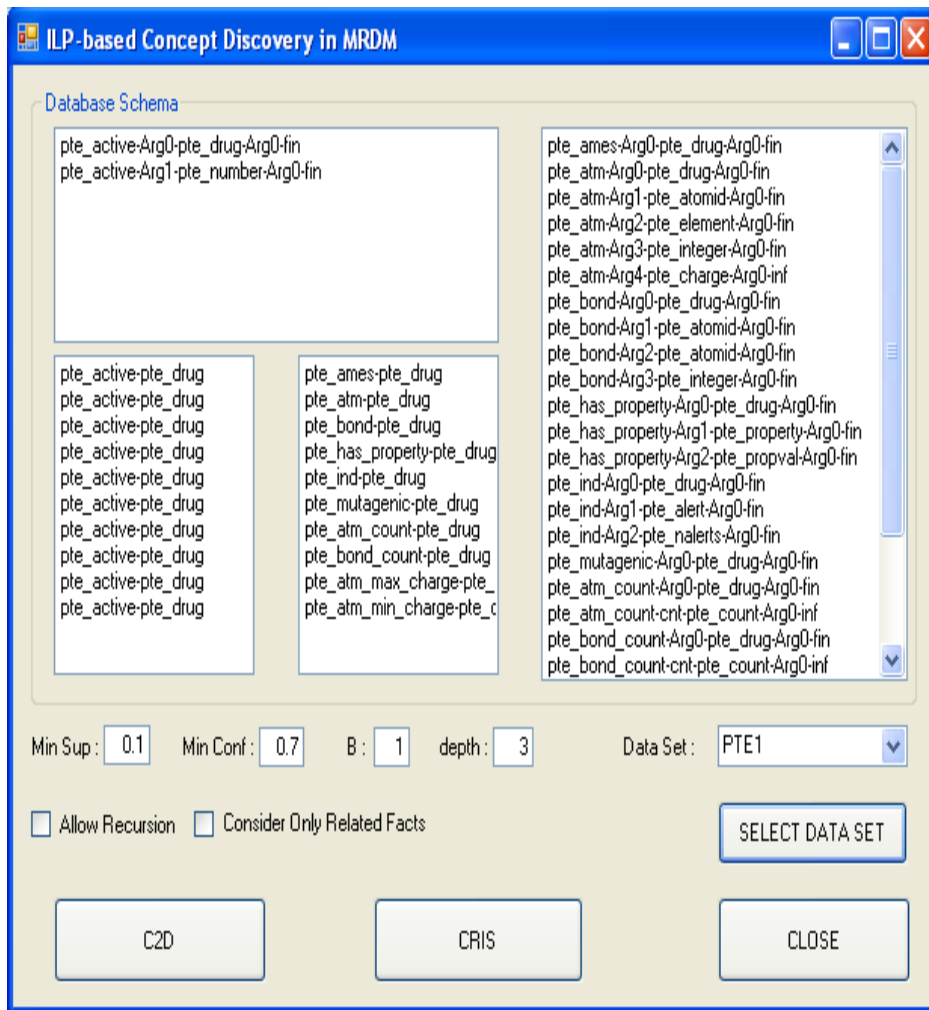 ILP-based Concept Discovery in MRDM
Database Schema
pte_active-Arg0-pte_drug-Arg0-fin
pte_active-Arg1-pte_number-Arg0-fin
pte_active-pte_drug
pte_active-pte_drug
pte_active-pte_drug
pte_active-pte_drug
pte_active-pte_drug
pte_active-pte_drug
pte_active-pte_drug
pte_active-pte_drug
pte_active-pte_drug
pte_active-pte_drug
pte_ames-pte_drug
pte_atm-pte_drug
pte_bond-pte_drug
pte_has_property-pte_drug
pte_ind-pte_drug
pte_mutagenic-pte_drug
pte_atm_count-pte_drug
pte_bond_count-pte_drug
pte_atm_max_charge-pte_
pte_atm_min_charge-pte_c
pte_ames-Arg0-pte_drug-Arg0-fin
pte_atm-Arg0-pte_drug-Arg0-fin
pte_atm-Arg1-pte_atomid-Arg0-fin
pte_atm-Arg2-pte_element-Arg0-fin
pte_atm-Arg3-pte_integer-Arg0-fin
pte_atm-Arg4-pte_charge-Arg0-inf
pte_bond-Arg0-pte_drug-Arg0-fin
pte_bond-Arg1-pte_atomid-Arg0-fin
pte_bond-Arg2-pte_atomid-Arg0-fin
pte_bond-Arg3-pte_integer-Arg0-fin
pte_has_property-Arg0-pte_drug-Arg0-fin
pte_has_property-Arg1-pte_property-Arg0-fin
pte_has_property-Arg2-pte_propval-Arg0-fin
pte_ind-Arg0-pte_drug-Arg0-fin
pte_ind-Arg1-pte_alert-Arg0-fin
pte_ind-Arg2-pte_nalerts-Arg0-fin
pte_mutagenic-Arg0-pte_drug-Arg0-fin
pte_atm_count-Arg0-pte_drug-Arg0-fin
pte_atm_count-cnt-pte_count-Arg0-inf
pte_bond_count-Arg0-pte_drug-Arg0-fin
pte_bond_count-cnt-pte_count-Arg0-inf
Min Sup : 0.1 Min Conf : 0.7 B : 1 depth : 3 Data Set : PTE1
Allow Recursion Consider Only Related Facts
SELECT DATA SET
C2D CRIS CLOSE